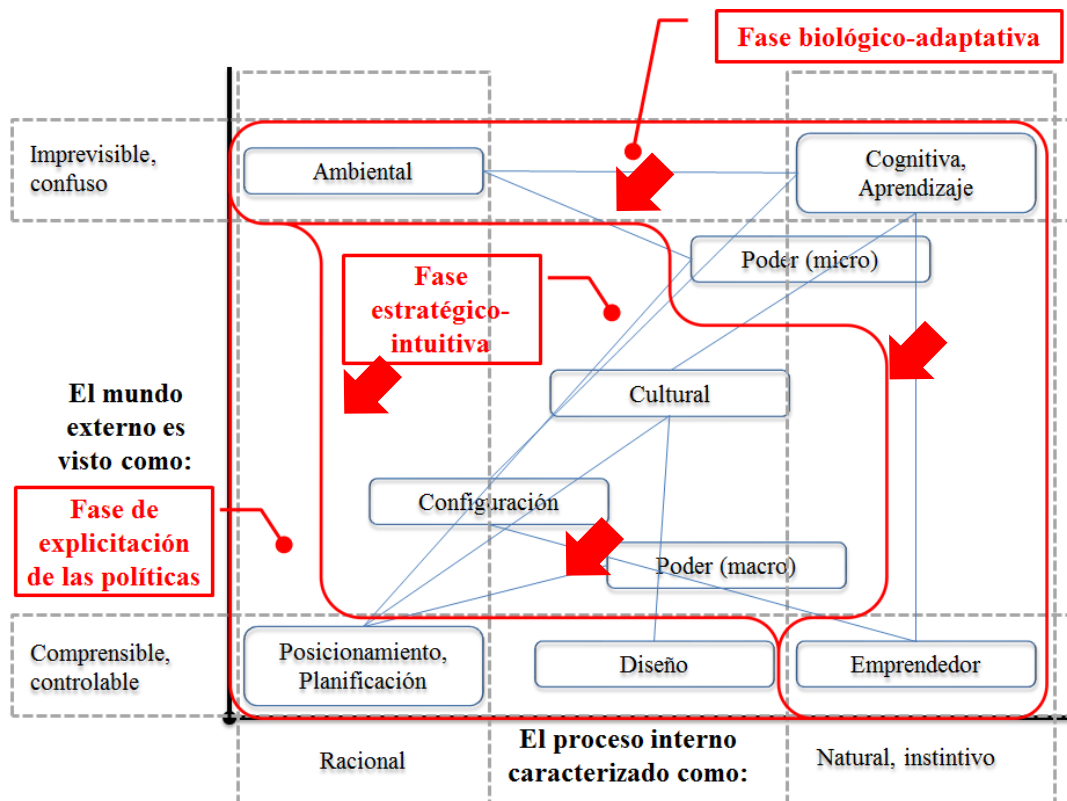 Fase biológico-adaptativa
Imprevisible,
confuso
Ambiental
Cognitiva,
Aprendizaje
Poder (micro)
Fase
estratégico-
intuitiva
Cultural
El mundo
externo es
visto como:
Configuración
Fase de
explicitación
de las políticas
Poder (macro)
Comprensible,
controlable
Posicionamiento,
Planificación
Diseño
Emprendedor
Racional
El proceso interno
caracterizado como:
Natural, instintivo